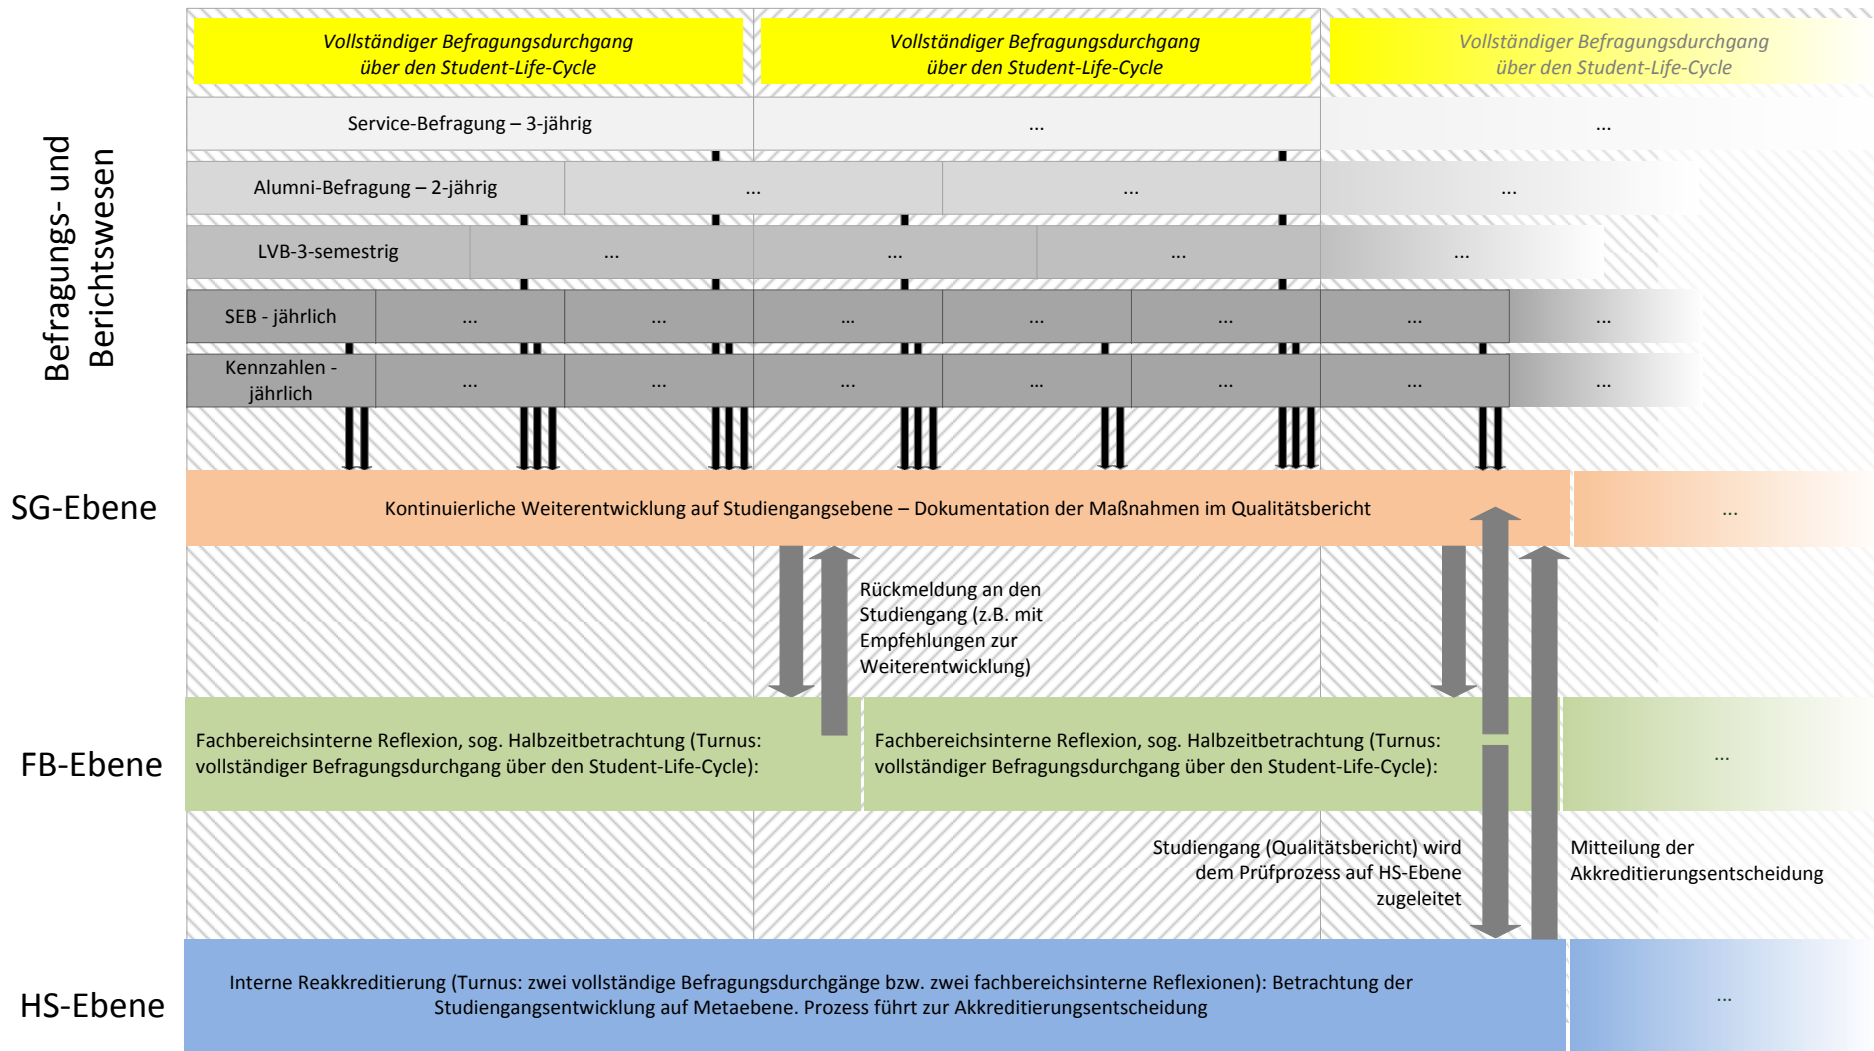 Vollständiger Befragungsdurchgang
über den Student-Life-Cycle
Vollständiger Befragungsdurchgang
über den Student-Life-Cycle
Vollständiger Befragungsdurchgang
über den Student-Life-Cycle
Befragungs- und
Berichtswesen
Service-Befragung – 3-jährig
...
...
Alumni-Befragung – 2-jährig
...
...
...
LVB-3-semestrig
...
...
...
...
SEB - jährlich
...
...
...
...
...
...
...
Kennzahlen -
jährlich
...
...
...
...
...
...
...
SG-Ebene
Kontinuierliche Weiterentwicklung auf Studiengangsebene – Dokumentation der Maßnahmen im Qualitätsbericht
...
Rückmeldung an den
Studiengang (z.B. mit
Empfehlungen zur
Weiterentwicklung)
FB-Ebene
Fachbereichsinterne Reflexion, sog. Halbzeitbetrachtung (Turnus:
vollständiger Befragungsdurchgang über den Student-Life-Cycle):
Fachbereichsinterne Reflexion, sog. Halbzeitbetrachtung (Turnus:
vollständiger Befragungsdurchgang über den Student-Life-Cycle):
...
Studiengang (Qualitätsbericht) wird
dem Prüfprozess auf HS-Ebene
zugeleitet
Mitteilung der
Akkreditierungsentscheidung
HS-Ebene
Interne Reakkreditierung (Turnus: zwei vollständige Befragungsdurchgänge bzw. zwei fachbereichsinterne Reflexionen): Betrachtung der
Studiengangsentwicklung auf Metaebene. Prozess führt zur Akkreditierungsentscheidung
...